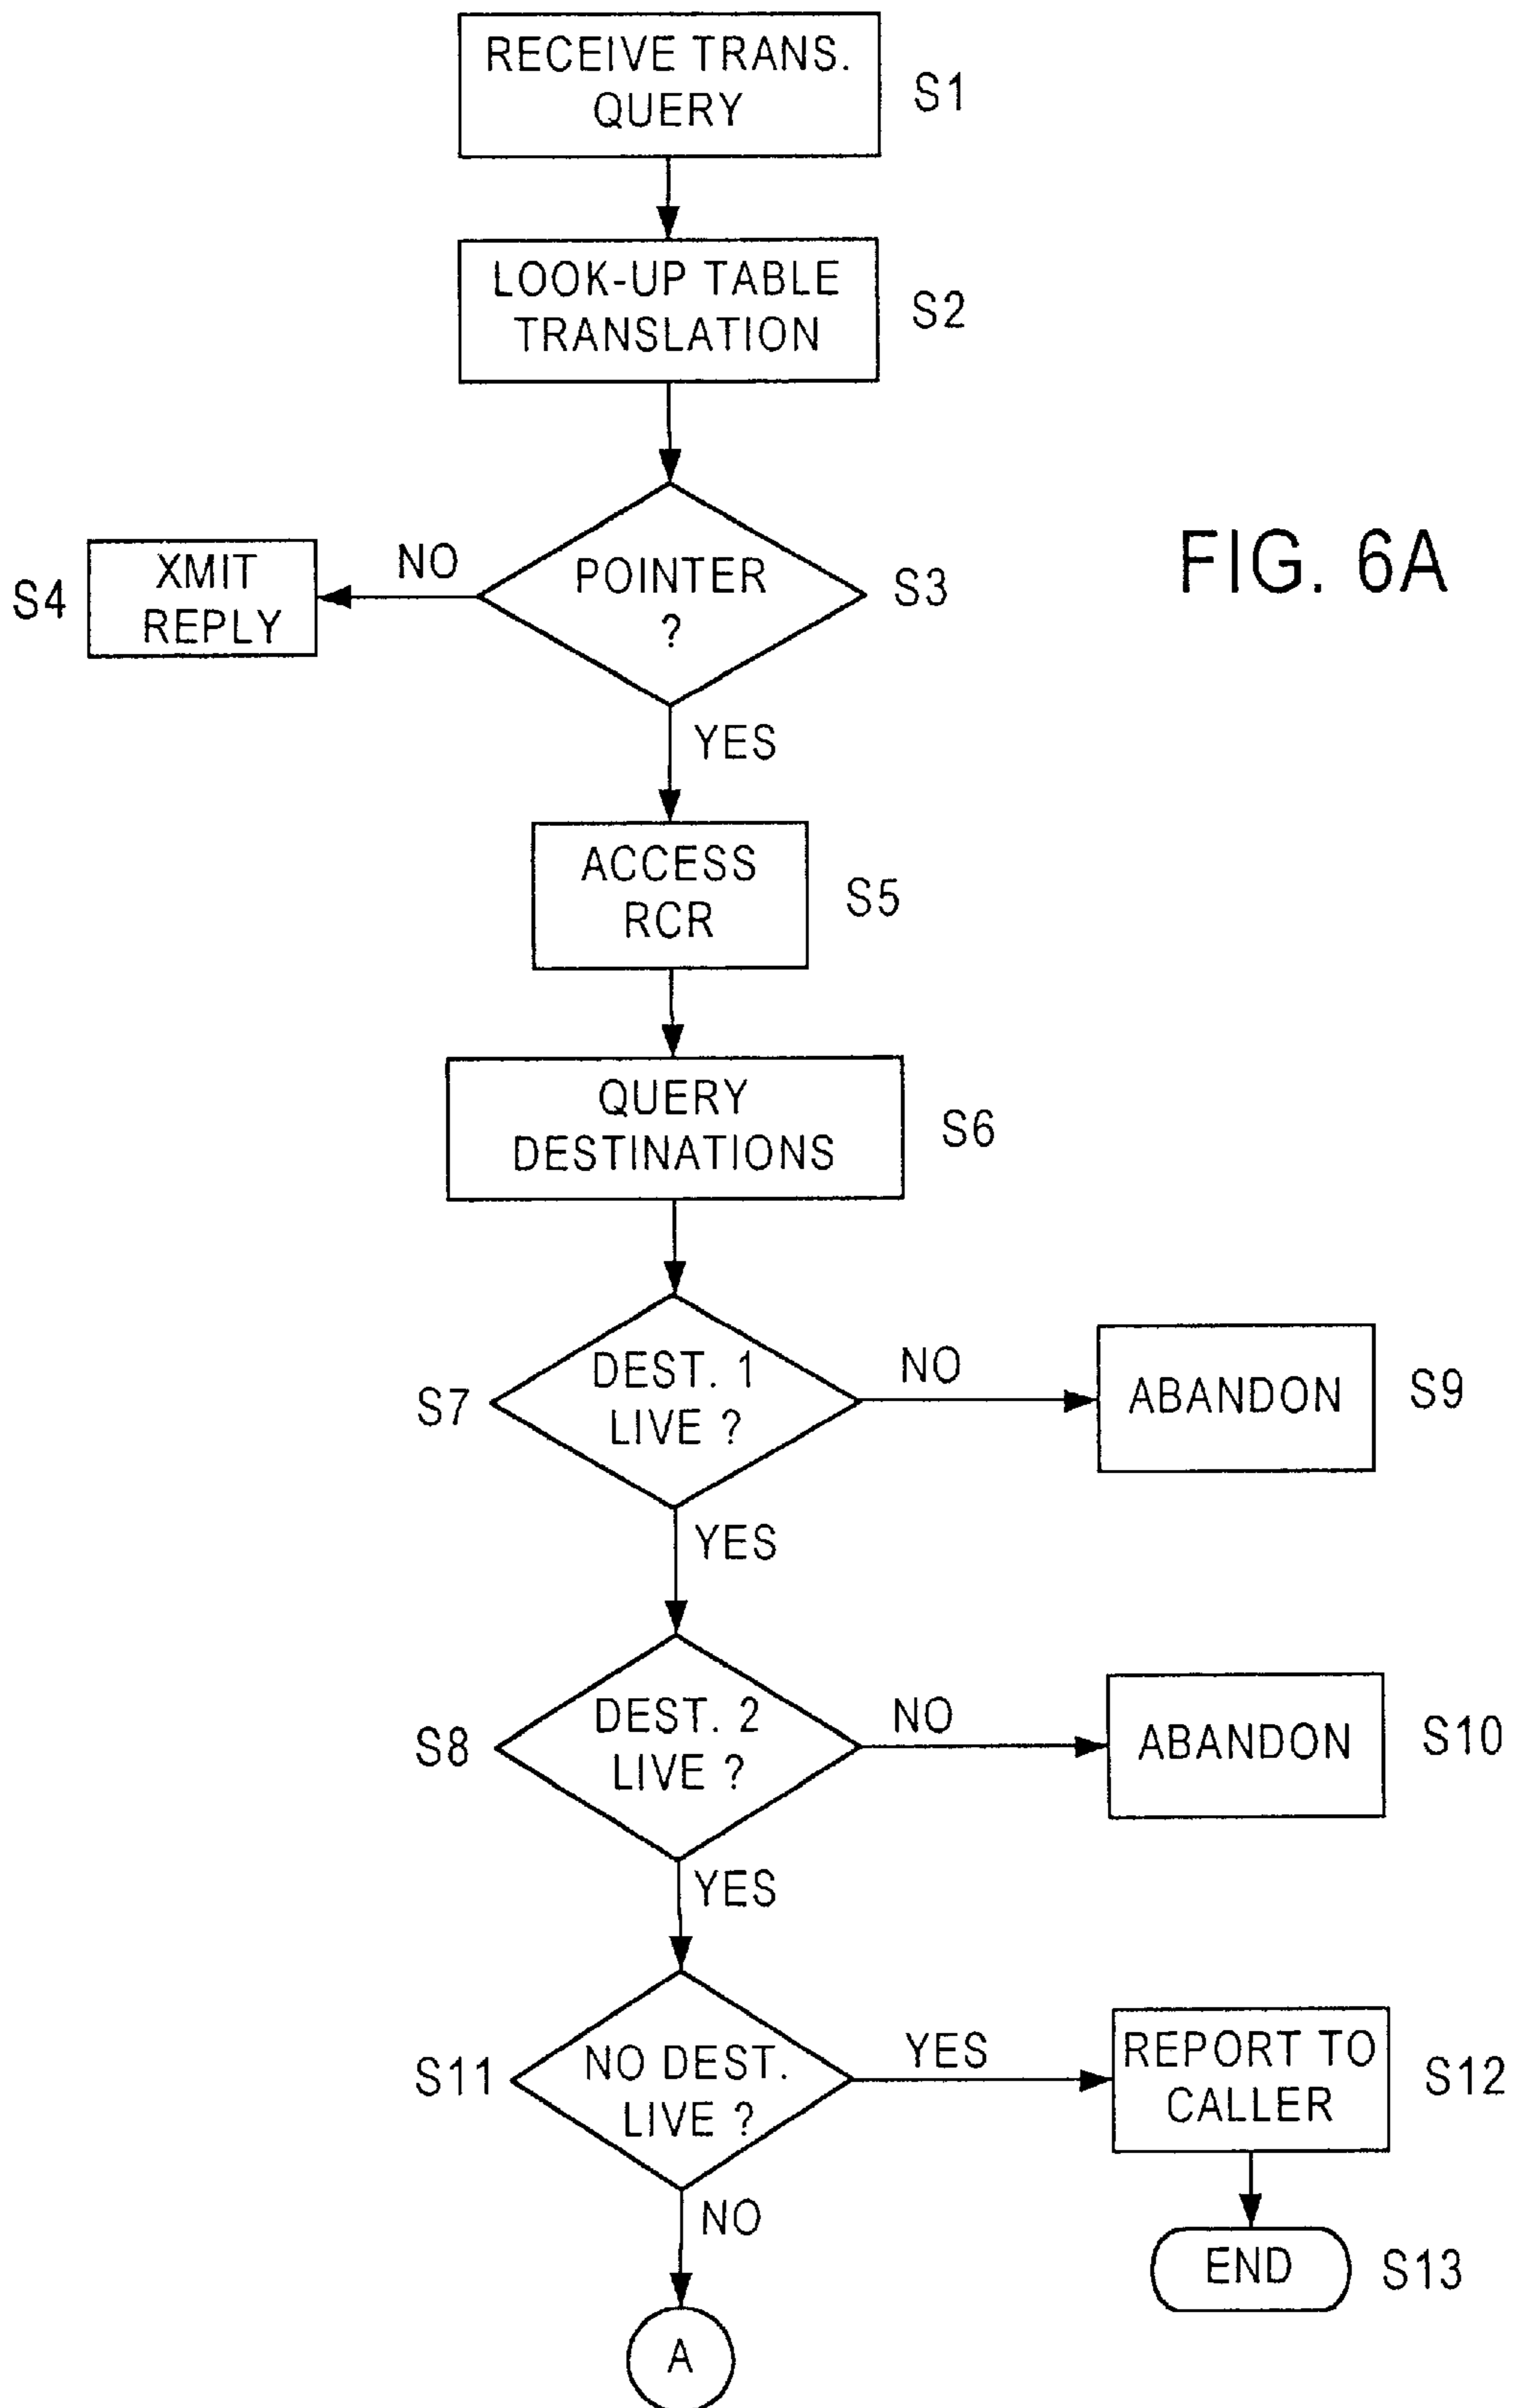 RECEIVE TRANS.
QUERY
S1
LOOK-UP TABLE
TRANSLATION
S2
FIG. 6A
S4
XMIT
REPLY
NO
POINTER
?
S3
YES
ACCESS
RCR
S5
QUERY
DESTINATIONS
S6
S7
DEST. 1
LIVE ?
NO
ABANDON
S9
YES
S8
DEST. 2
LIVE ?
NO
ABANDON
S10
YES
S11
NO DEST.
LIVE ?
YES
REPORT TO
CALLER
S12
NO
END
S13
A